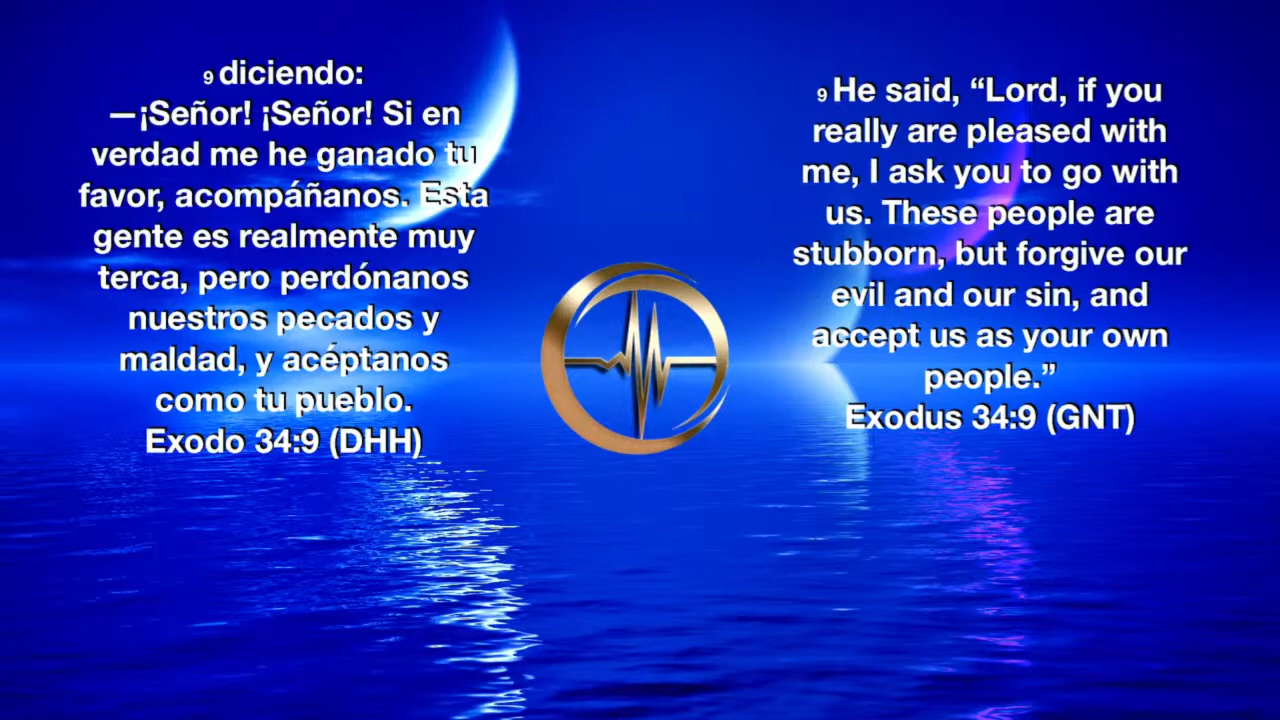 9 diciendo:
—¡Señor! ¡Señor! Si en
verdad me he ganado tu
favor, acompáñanos. Esta
gente es realmente muy
terca, pero perdónanos
nuestros pecados y
maldad, y acéptanos
como tu pueblo.
Exodo 34:9 (DHH)
9 He said, “Lord, if you
really are pleased with
me, I ask you to go with
us. These people are
stubborn, but forgive our
evil and our sin, and
accept us as your own
people.”
Exodus 34:9 (GNT)